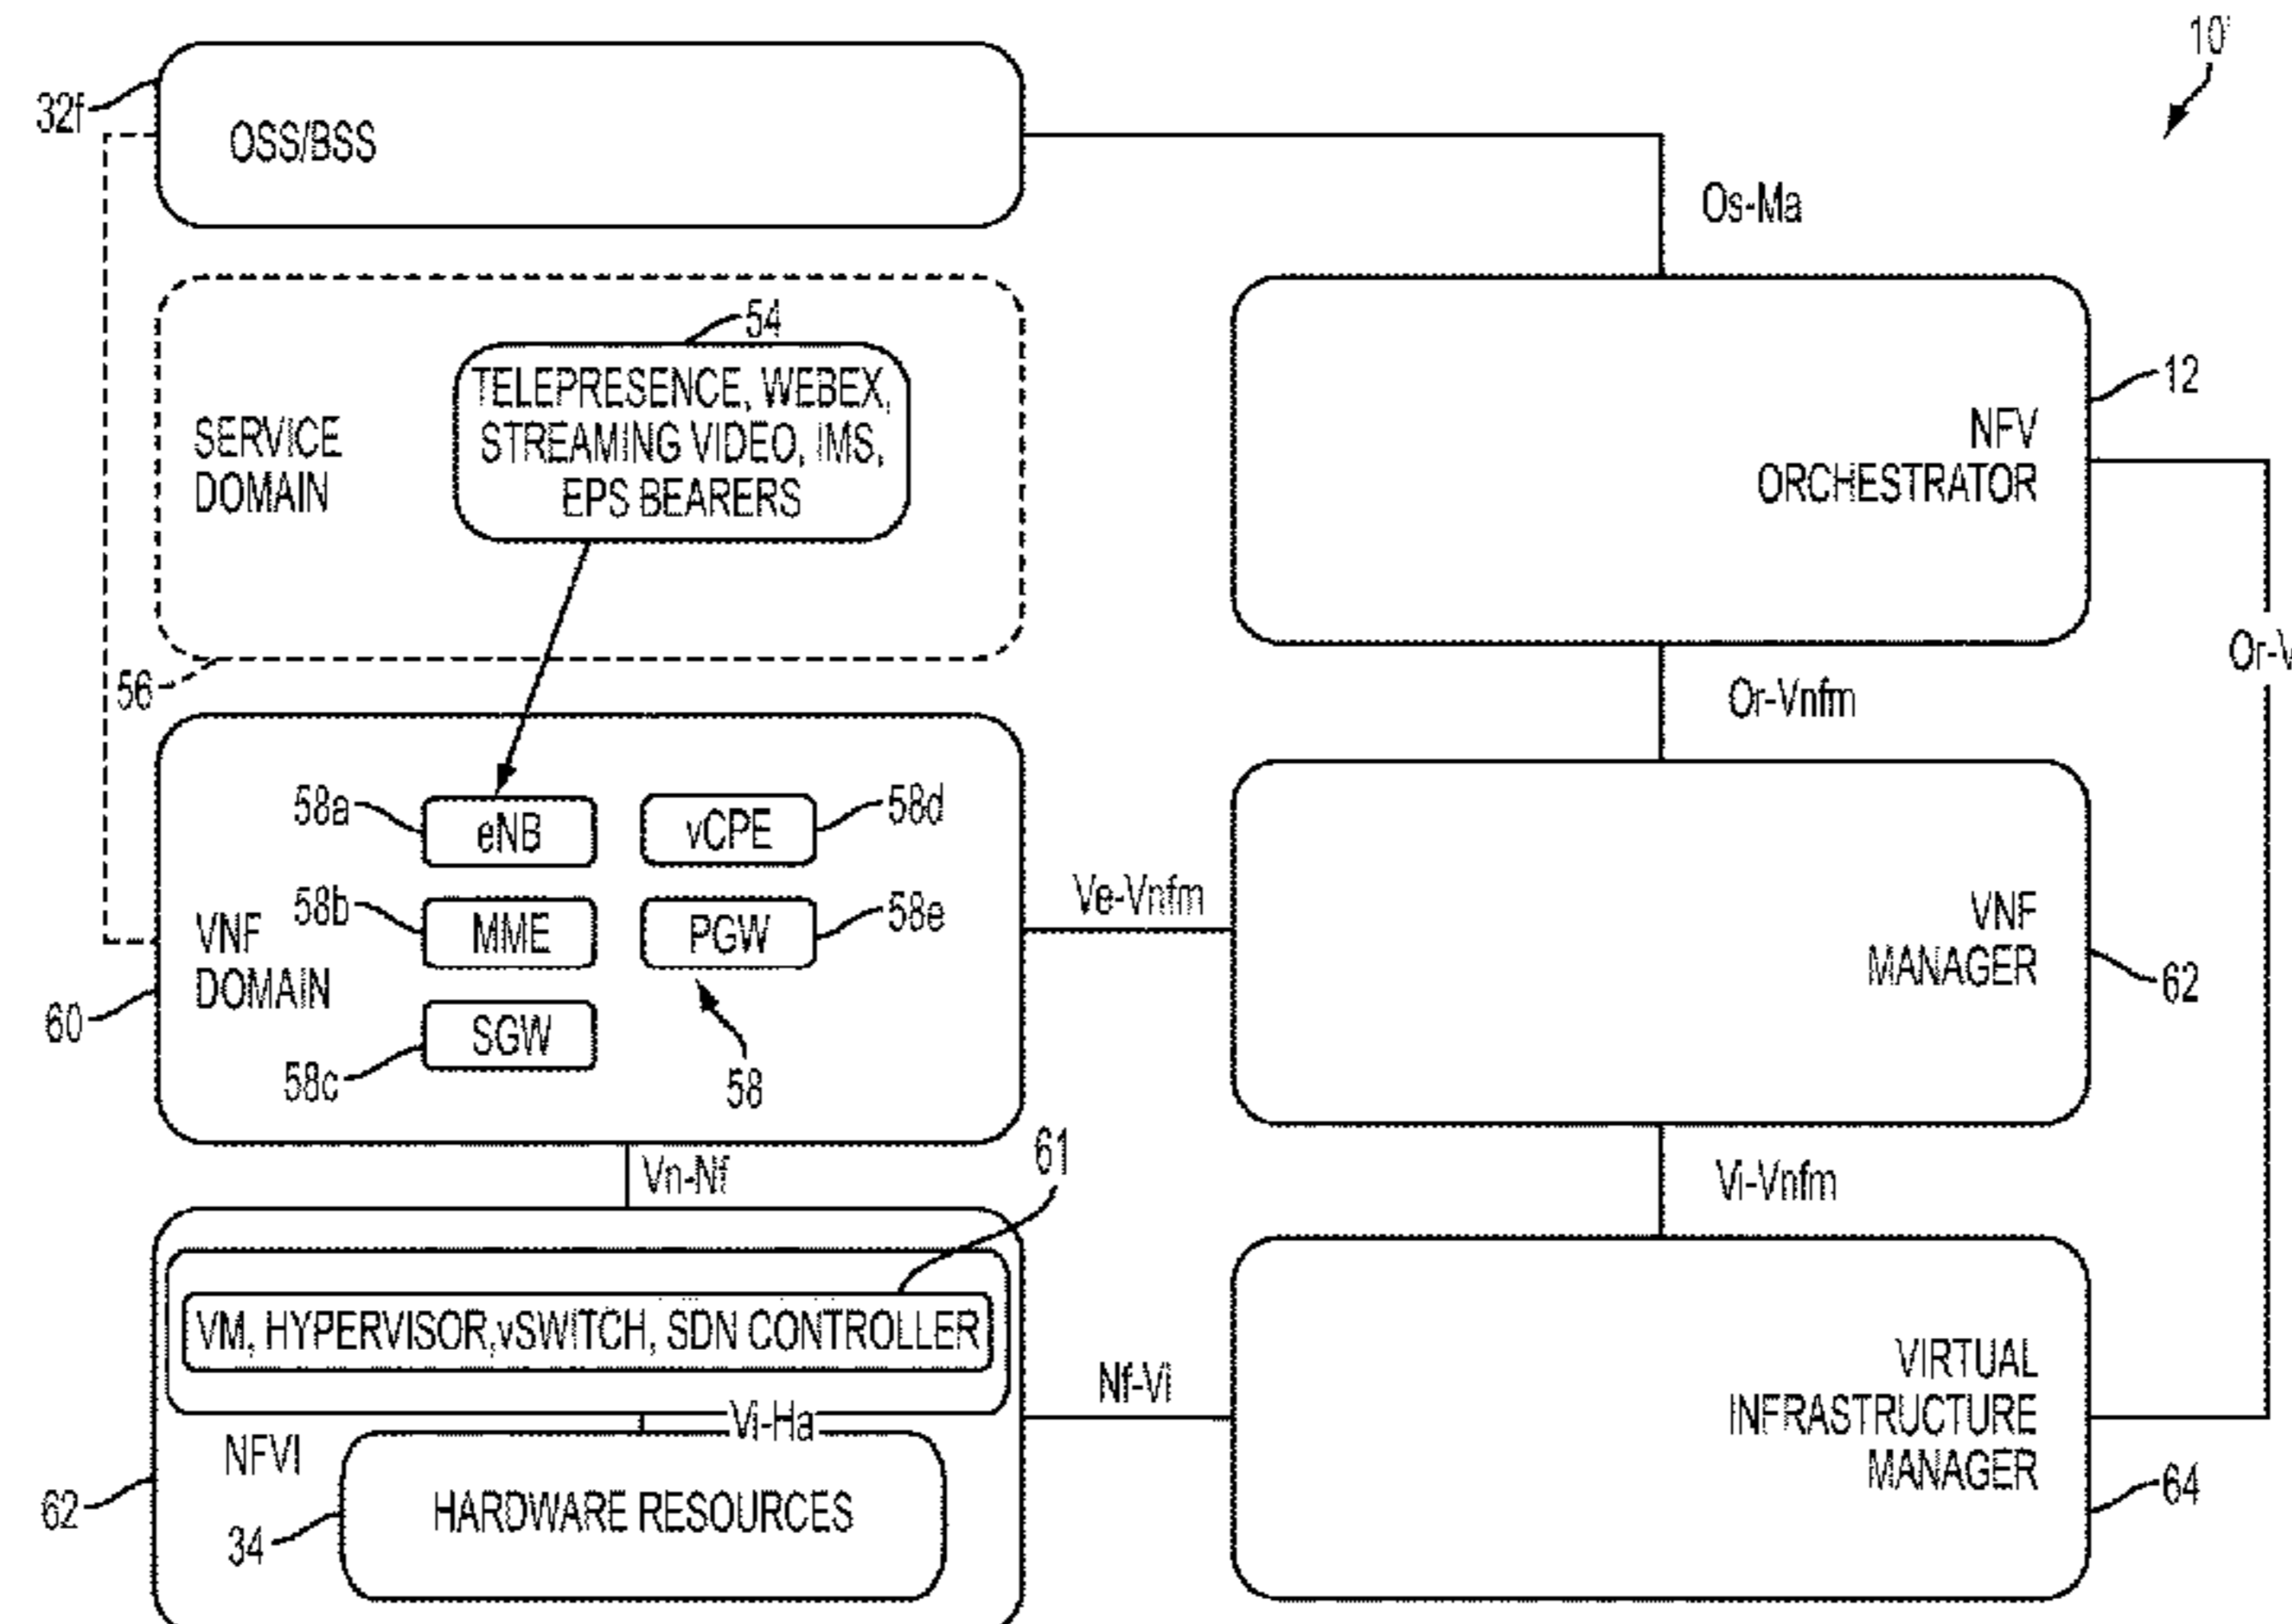 10'
32f
OSS/BSS
Os-Ma
54
TELEPRESENCE, WEBEX,
STREAMING VIDEO, IMS,
EPS BEARERS
SERVICE
DOMAIN
56
12
NFV
ORCHESTRATOR
Or-Vnfm
58a
eNB
vCPE
58d
58b
MME
PGW
58e
VNF
DOMAIN
60
SGW
58c
58
Ve-Vnfm
VNF
MANAGER
62
Vn-Nf
61
Vi-Vnfm
VM, HYPERVISOR,vSWITCH, SDN CONTROLLER
Vi-Ha
NFVI
62
34
HARDWARE RESOURCES
Nf-Vi
VIRTUAL
INFRASTRUCTURE
MANAGER
64